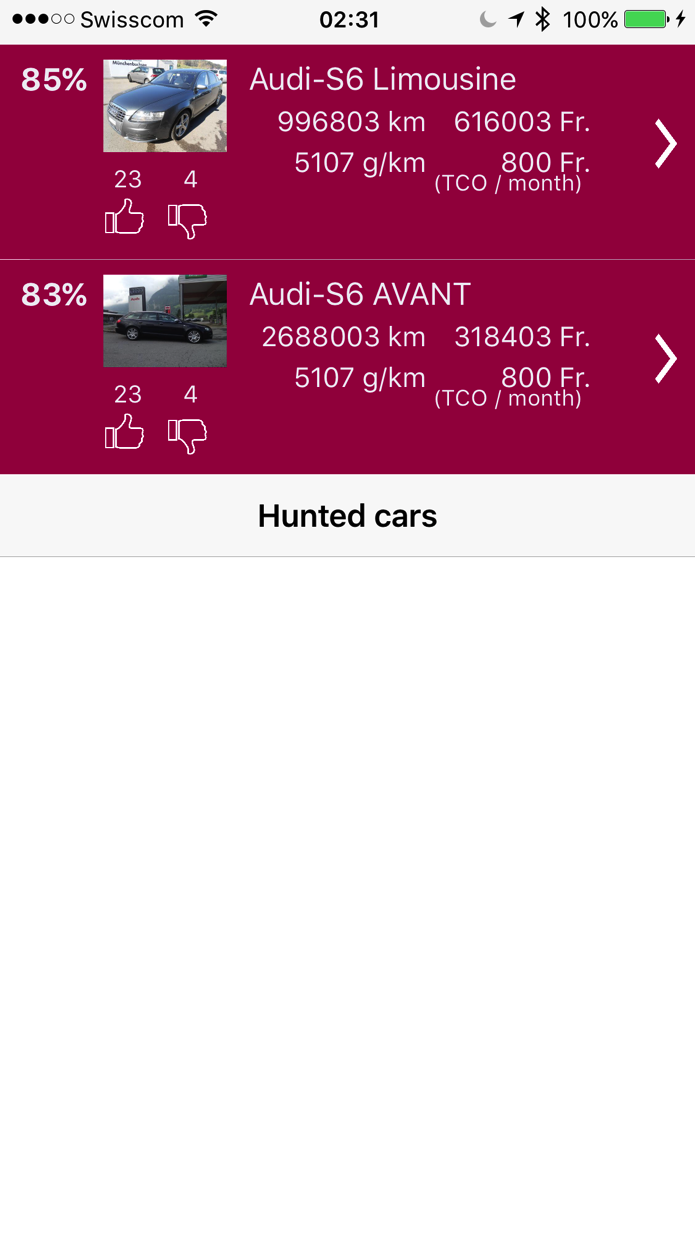 Swisscom 02:31 100%
85% Audi-S6 Limousine
996803 km 616003 Fr.
5107 g/km 800 Fr.
(TCO / month)
23 4
83% Audi-S6 AVANT
2688003 km 318403 Fr.
5107 g/km 800 Fr.
(TCO / month)
23 4
Hunted cars